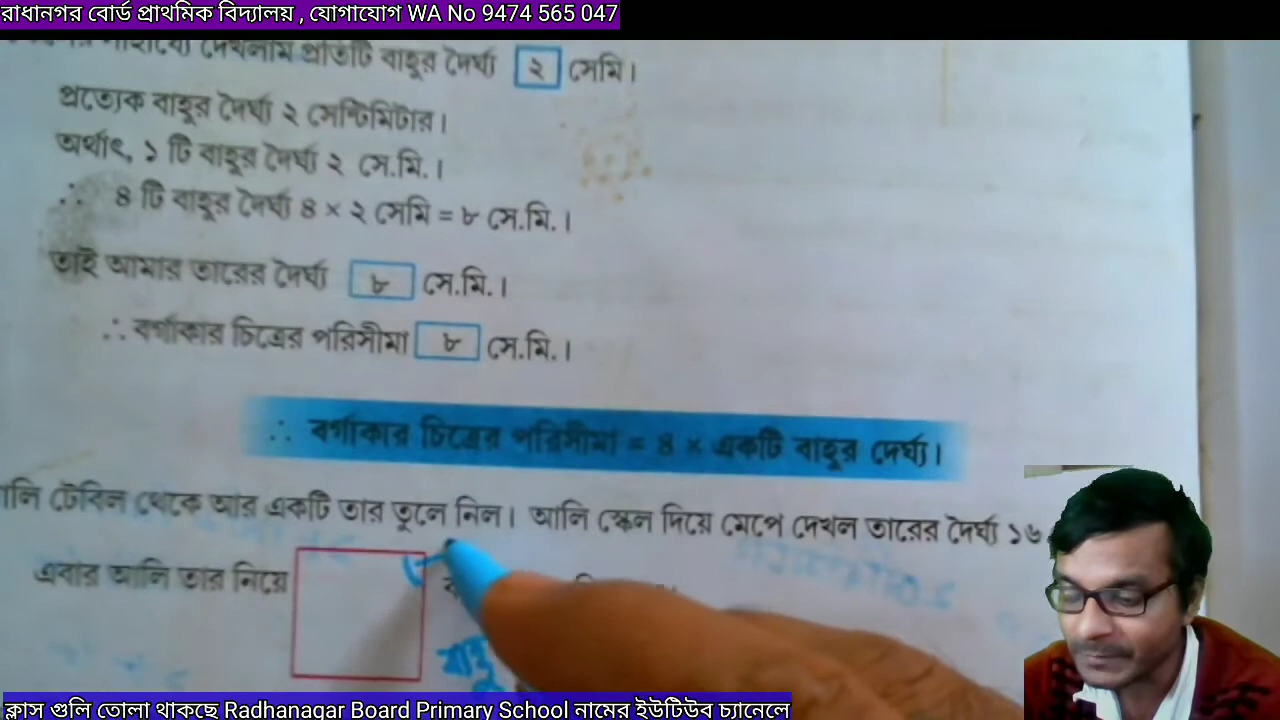 রাধানগর বোর্ড প্রাথমিক বিদ্যালয় , যোগাযোগ WA No 9474 565 047
দেখলাম প্রতিটি বাহুর দৈর্ঘ্য ২ সেমি।
প্রত্যেক বাহুর দৈর্ঘ্য ২ সেন্টিমিটার।
অর্থাৎ, ১ টি বাহুর দৈর্ঘ্য ২ সে.মি.।
∴ ৪ টি বাহুর দৈর্ঘ্য ৪ × ২ সেমি = ৮ সে.মি.।
তাই আমার তারের দৈর্ঘ্য ৮ সে.মি.।
∴ বর্গাকার চিত্রের পরিসীমা ৮ সে.মি.।
∴ বর্গাকার চিত্রের পরিসীমা = ৪ × একটি বাহুর দৈর্ঘ্য।
টেবিল থেকে আর একটি তার তুলে নিল। আলি স্কেল দিয়ে মেপে দেখল তারের দৈর্ঘ্য ১৬
এবার আলি তার নিয়ে
বাহু
ক্লাস গুলি তোলা থাকছে Radhanagar Board Primary School নামের ইউটিউব চ্যানেলে